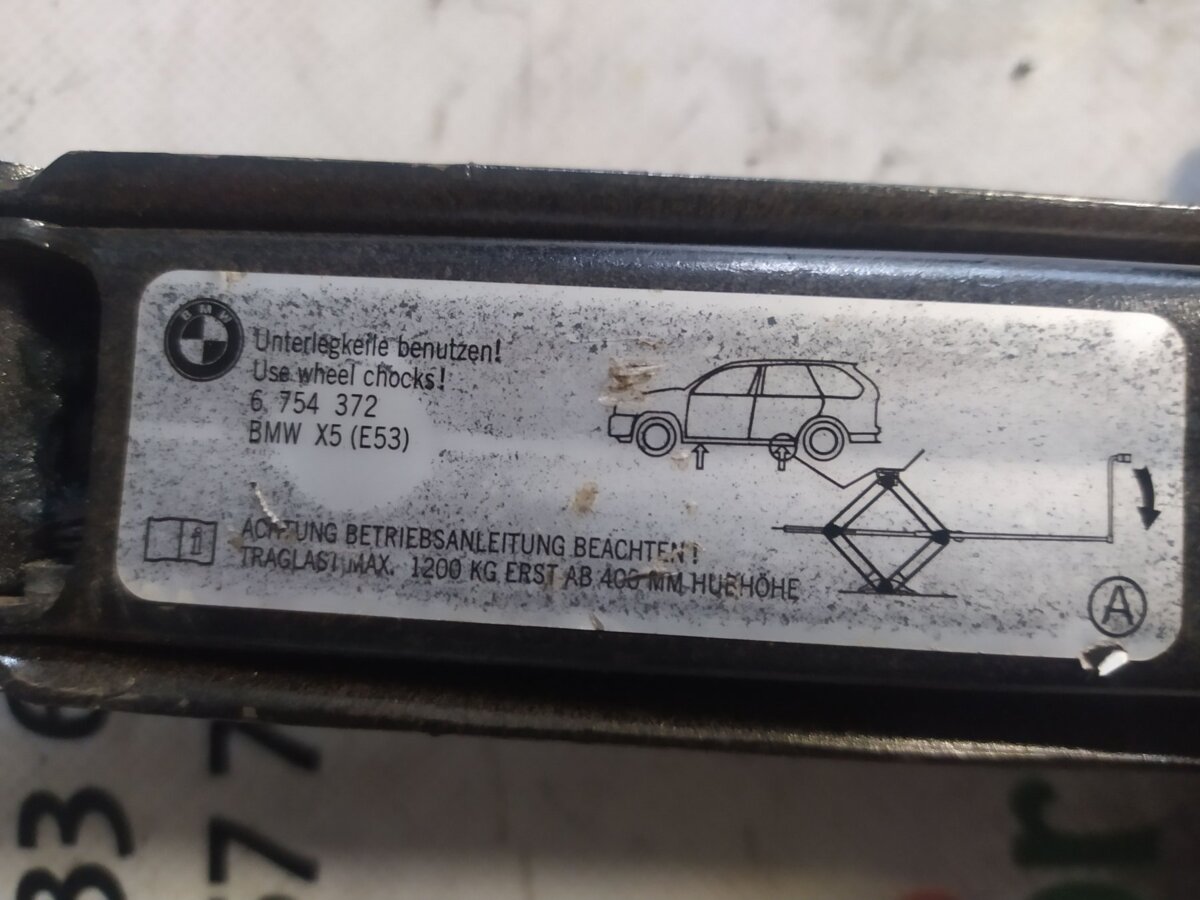 BMW
Unterlegkeile benutzen!
Use wheel chocks!
6 754 372
BMW X5 (E53)
i
ACHTUNG BETRIEBSANLEITUNG BEACHTEN!
TRAGLAST MAX. 1200 KG ERST AB 400 MM HUEHÖHE
A